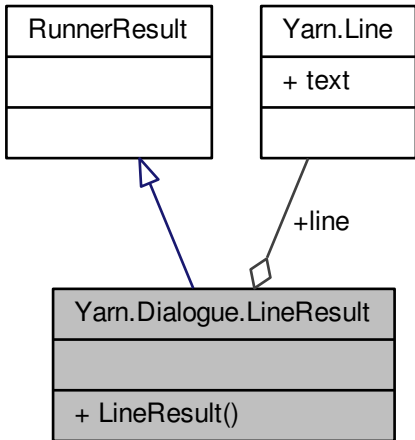 RunnerResult
Yarn.Line
+ text
+line
Yarn.Dialogue.LineResult
+ LineResult()